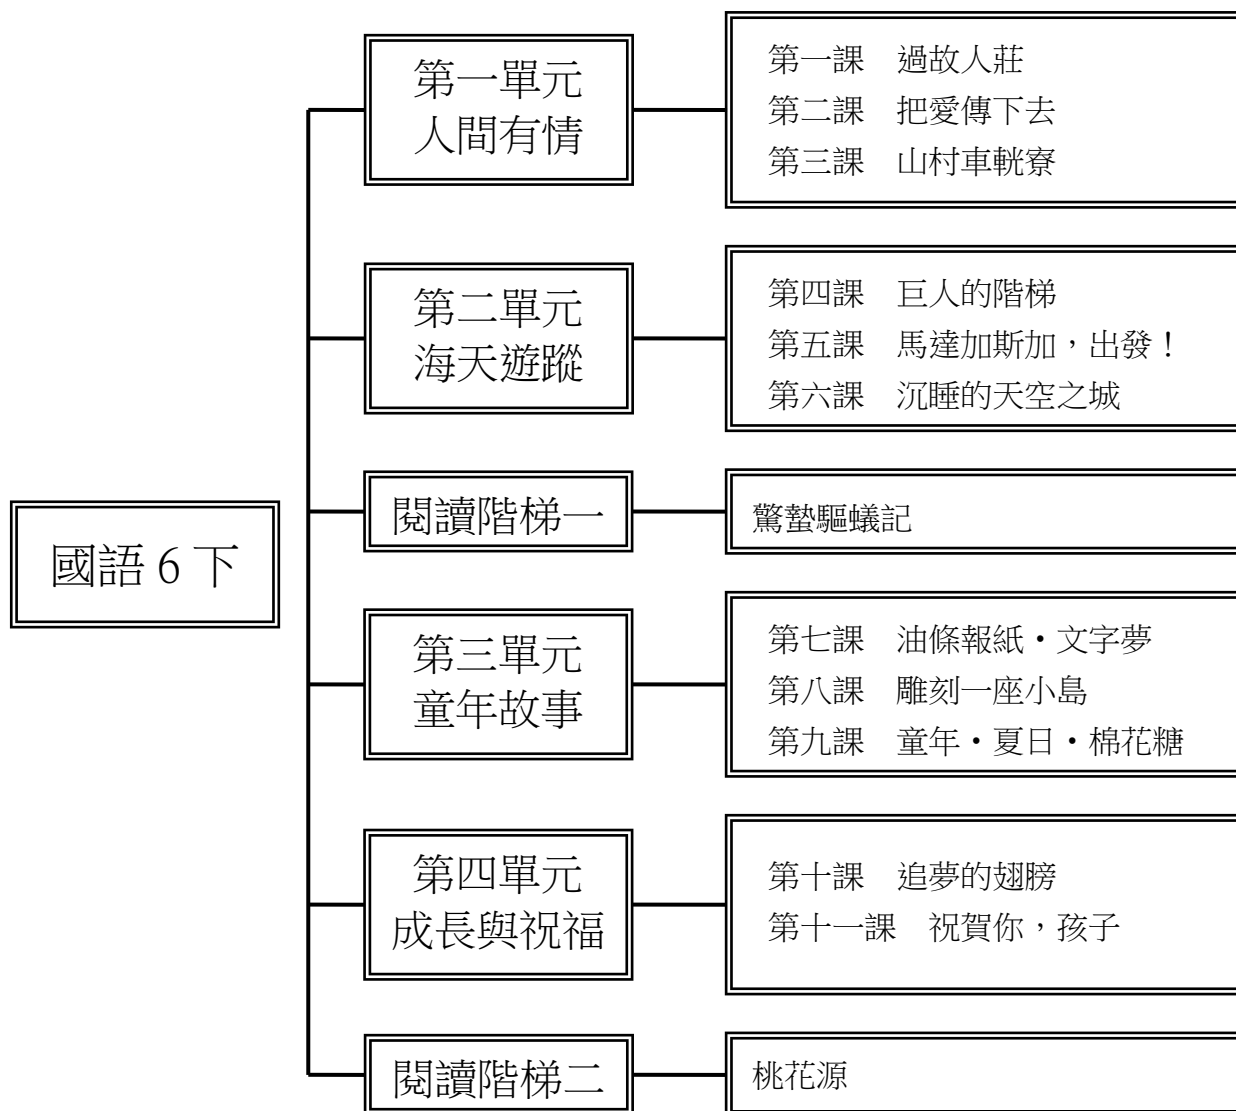 國語 6 下
第一單元
人間有情
第一課　過故人莊
第二課　把愛傳下去
第三課　山村車輄寮
第二單元
海天遊蹤
第四課　巨人的階梯
第五課　馬達加斯加，出發！
第六課　沉睡的天空之城
閱讀階梯一
驚蟄驅蟻記
第三單元
童年故事
第七課　油條報紙・文字夢
第八課　雕刻一座小島
第九課　童年・夏日・棉花糖
第四單元
成長與祝福
第十課　追夢的翅膀
第十一課　祝賀你，孩子
閱讀階梯二
桃花源